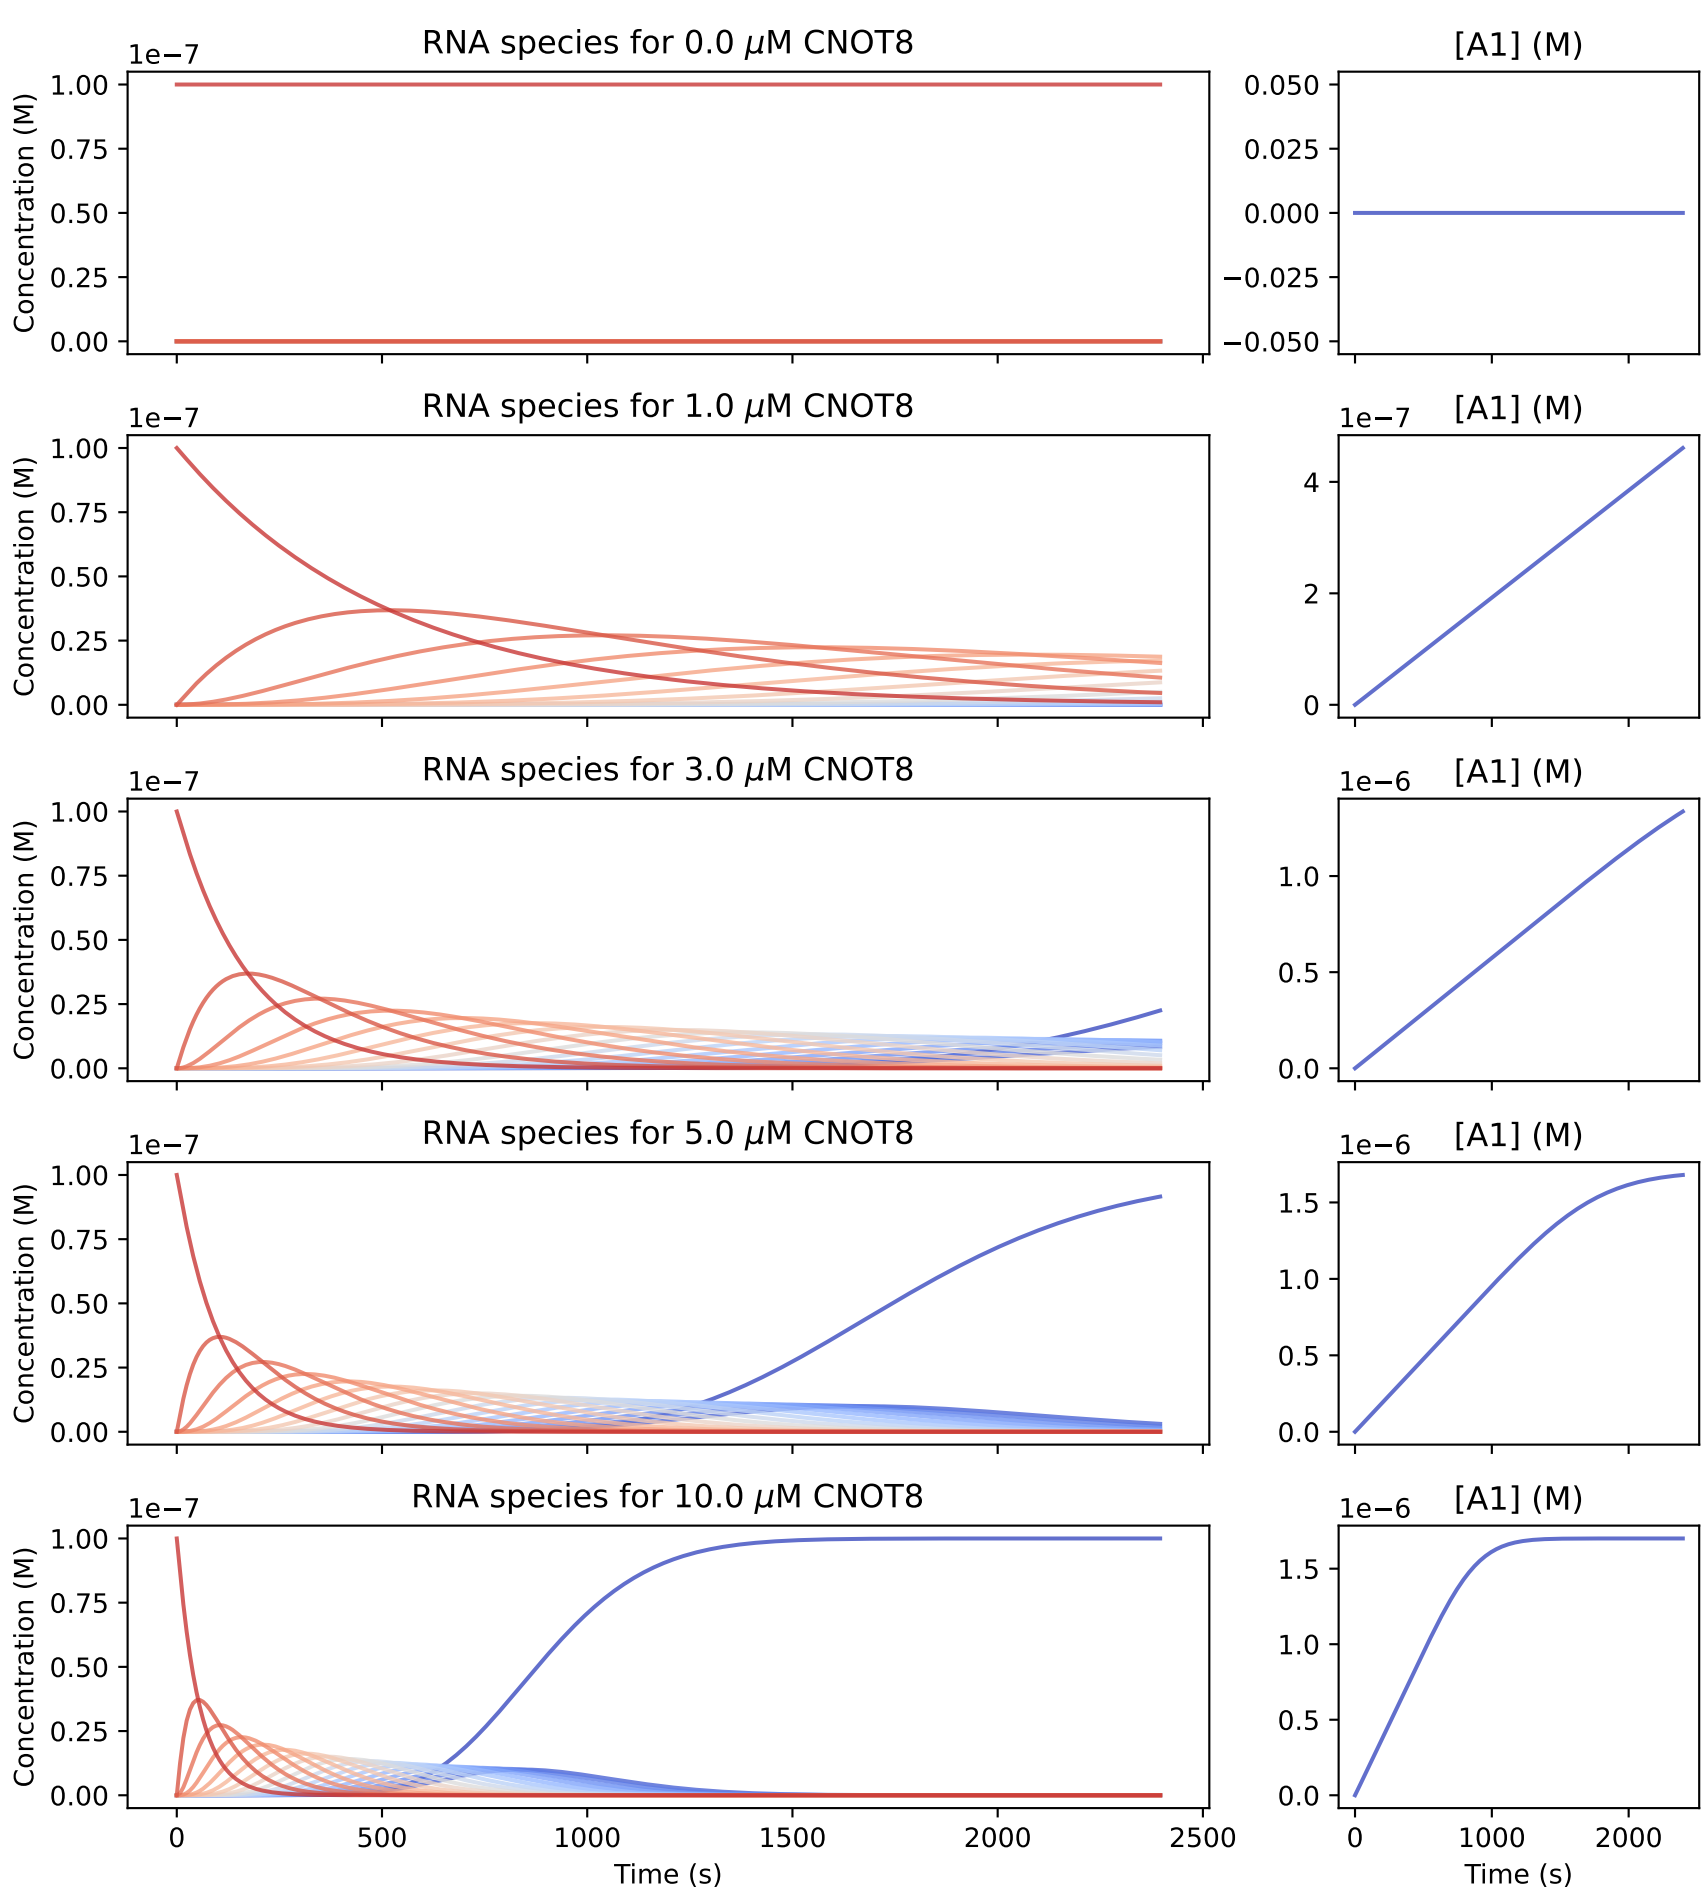 RNA species for 0.0 μM CNOT8
[A1] (M)
1e−7
Concentration (M)
1.00
0.75
0.50
0.25
0.00
0.050
0.025
0.000
−0.025
−0.050
RNA species for 1.0 μM CNOT8
[A1] (M)
1e−7
1e−7
Concentration (M)
1.00
0.75
0.50
0.25
0.00
4
2
0
RNA species for 3.0 μM CNOT8
[A1] (M)
1e−7
1e−6
Concentration (M)
1.00
0.75
0.50
0.25
0.00
1.0
0.5
0.0
RNA species for 5.0 μM CNOT8
[A1] (M)
1e−7
1e−6
Concentration (M)
1.00
0.75
0.50
0.25
0.00
1.5
1.0
0.5
0.0
RNA species for 10.0 μM CNOT8
[A1] (M)
1e−7
1e−6
Concentration (M)
1.00
0.75
0.50
0.25
0.00
1.5
1.0
0.5
0.0
0 500 1000 1500 2000 2500
0 1000 2000
Time (s)
Time (s)